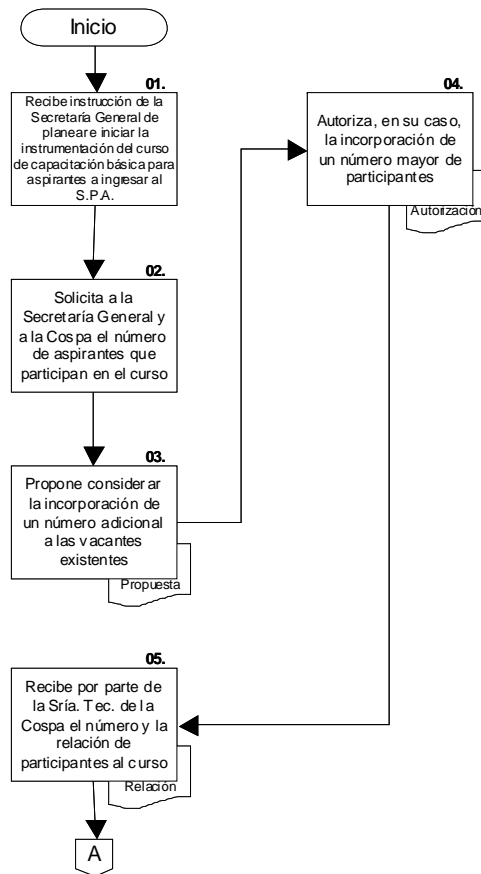 Inicio
01.
Recibe instrucción de la
Secretaría General de
planear e iniciar la
instrumentación del curso
de capacitación básica para
aspirantes a ingresar al
S.P.A.
02.
Solicita a la
Secretaría General y
a la Cospa el número
de aspirantes que
participan en el curso
03.
Propone considerar
la incorporación de
un número adicional
a las vacantes
existentes
Propuesta
04.
Autoriza, en su caso,
la incorporación de
un número mayor de
participantes
Autorización
05.
Recibe por parte de
la Sría. Tec. de la
Cospa el número y la
relación de
participantes al curso
Relación
A